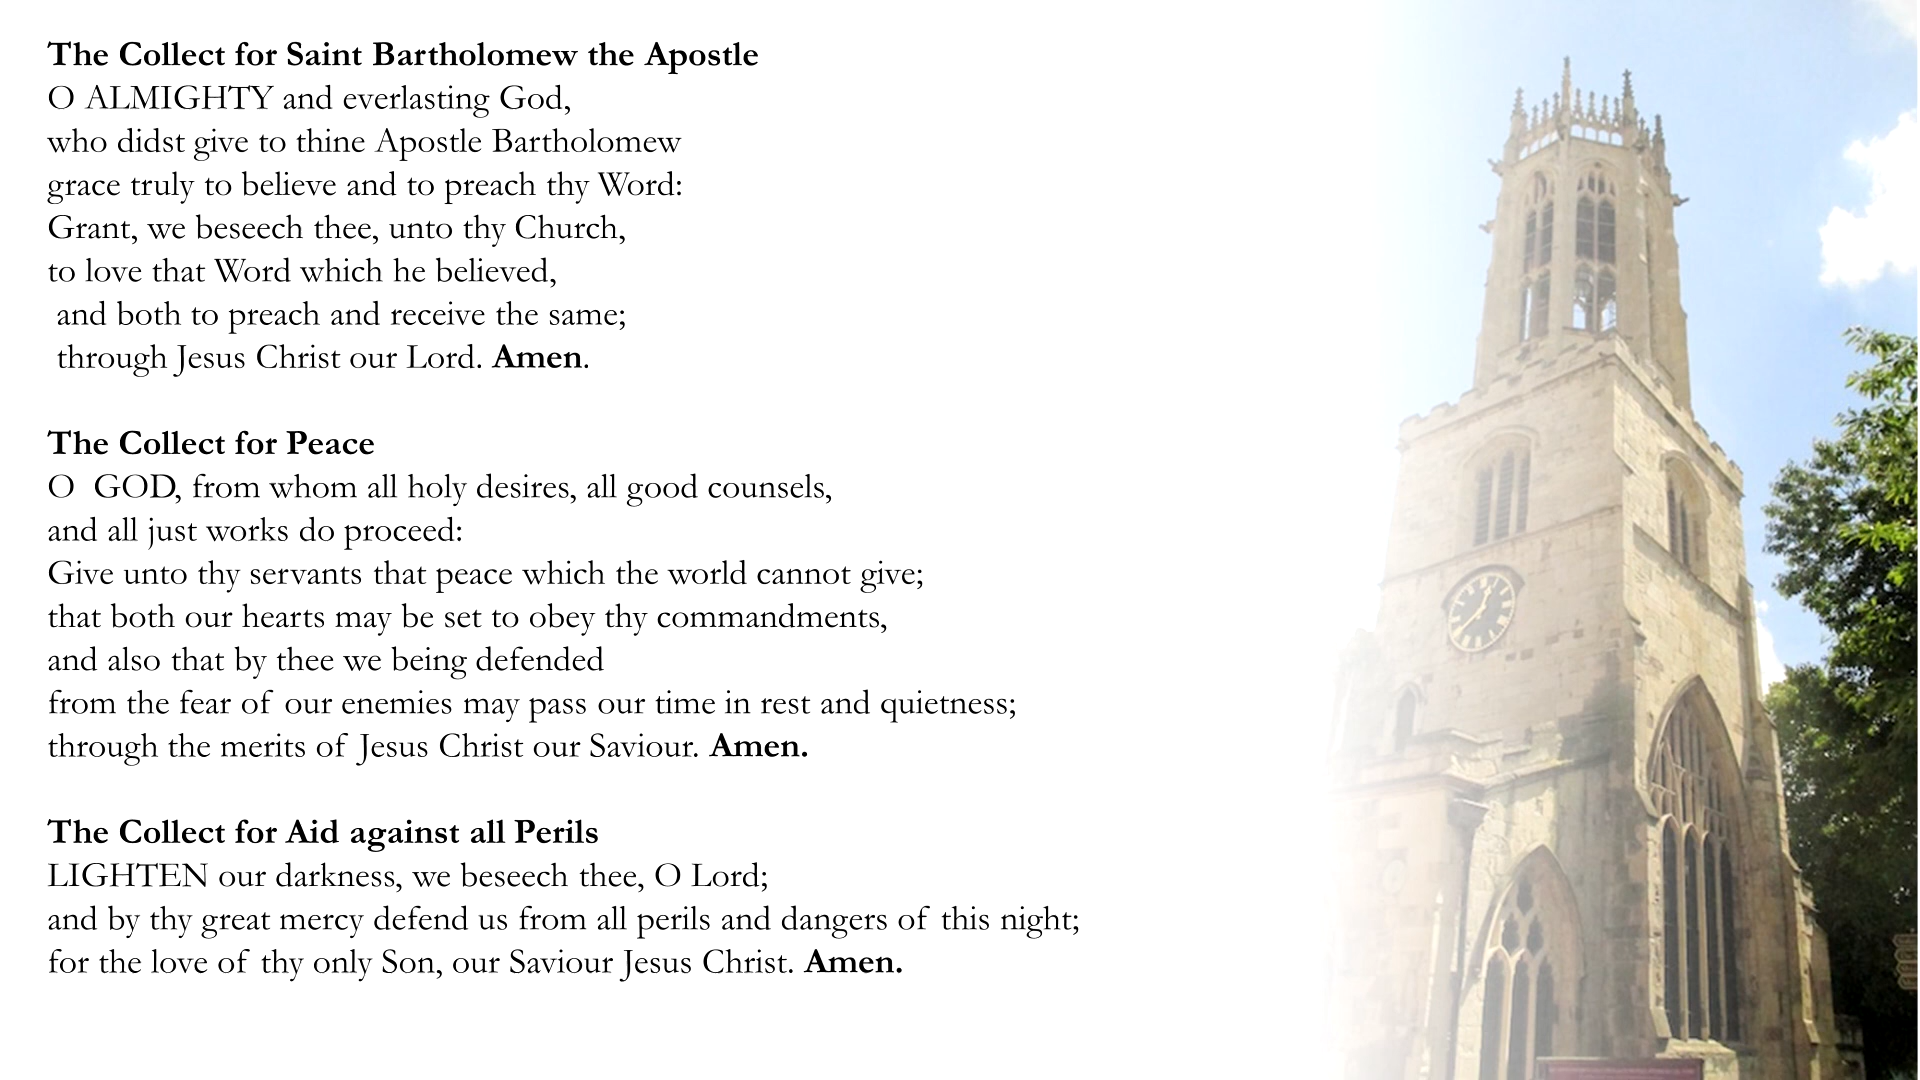 The Collect for Saint Bartholomew the Apostle
O ALMIGHTY and everlasting God,
who didst give to thine Apostle Bartholomew
grace truly to believe and to preach thy Word:
Grant, we beseech thee, unto thy Church,
to love that Word which he believed,
and both to preach and receive the same;
through Jesus Christ our Lord. Amen.
The Collect for Peace
O GOD, from whom all holy desires, all good counsels,
and all just works do proceed:
Give unto thy servants that peace which the world cannot give;
that both our hearts may be set to obey thy commandments,
and also that by thee we being defended
from the fear of our enemies may pass our time in rest and quietness;
through the merits of Jesus Christ our Saviour. Amen.
The Collect for Aid against all Perils
LIGHTEN our darkness, we beseech thee, O Lord;
and by thy great mercy defend us from all perils and dangers of this night;
for the love of thy only Son, our Saviour Jesus Christ. Amen.